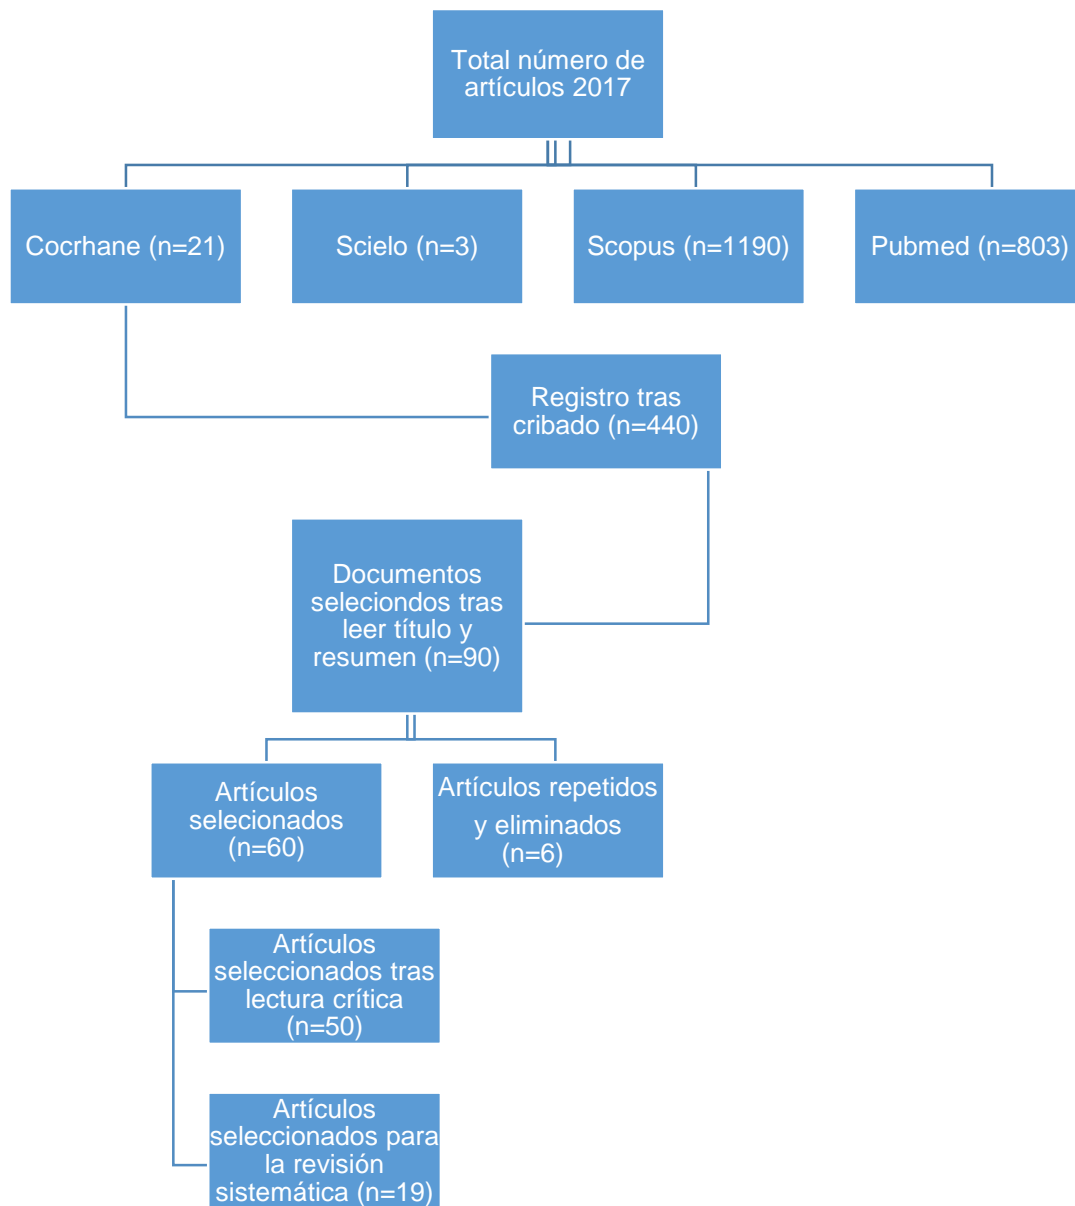 Total número de
artículos 2017
Cocrhane (n=21)
Scielo (n=3)
Scopus (n=1190)
Pubmed (n=803)
Registro tras
cribado (n=440)
Documentos
seleciondos tras
leer título y
resumen (n=90)
Artículos
selecionados
(n=60)
Artículos repetidos
y eliminados
(n=6)
Artículos
seleccionados tras
lectura crítica
(n=50)
Artículos
seleccionados para
la revisión
sistemática (n=19)